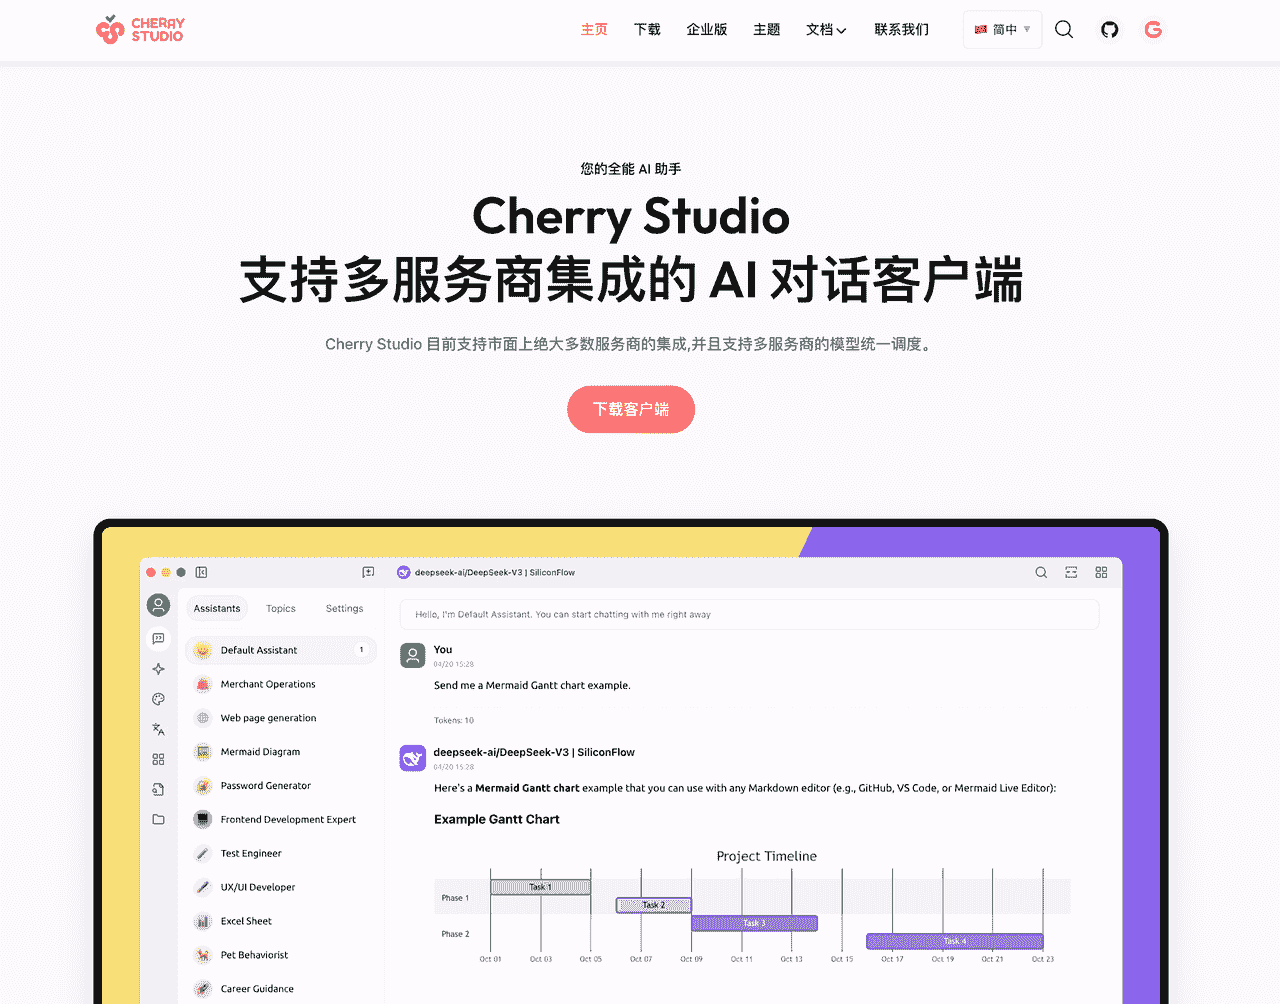 CHERRY
STUDIO
主页 下载 企业版 主题 文档 联系我们 简中
您的全能 AI 助手
Cherry Studio
支持多服务商集成的 AI 对话客户端
Cherry Studio 目前支持市面上绝大多数服务商的集成,并且支持多服务商的模型统一调度。
下载客户端
deepseek-ai/DeepSeek-V3 | SiliconFlow
Assistants Topics Settings
Default Assistant 1
Merchant Operations
Web page generation
Mermaid Diagram
Password Generator
Frontend Development Expert
Test Engineer
UX/UI Developer
Excel Sheet
Pet Behaviorist
Career Guidance
Hello, I'm Default Assistant. You can start chatting with me right away
You
04/20 15:28
Send me a Mermaid Gantt chart example.
Tokens: 10
deepseek-ai/DeepSeek-V3 | SiliconFlow
04/20 15:28
Here's a Mermaid Gantt chart example that you can use with any Markdown editor (e.g., GitHub, VS Code, or Mermaid Live Editor):
Example Gantt Chart
Project Timeline
Task 1
Phase 1
Task 2
Task 3
Phase 2
Task 4
Oct 01 Oct 03 Oct 05 Oct 07 Oct 09 Oct 11 Oct 13 Oct 15 Oct 17 Oct 19 Oct 21 Oct 23